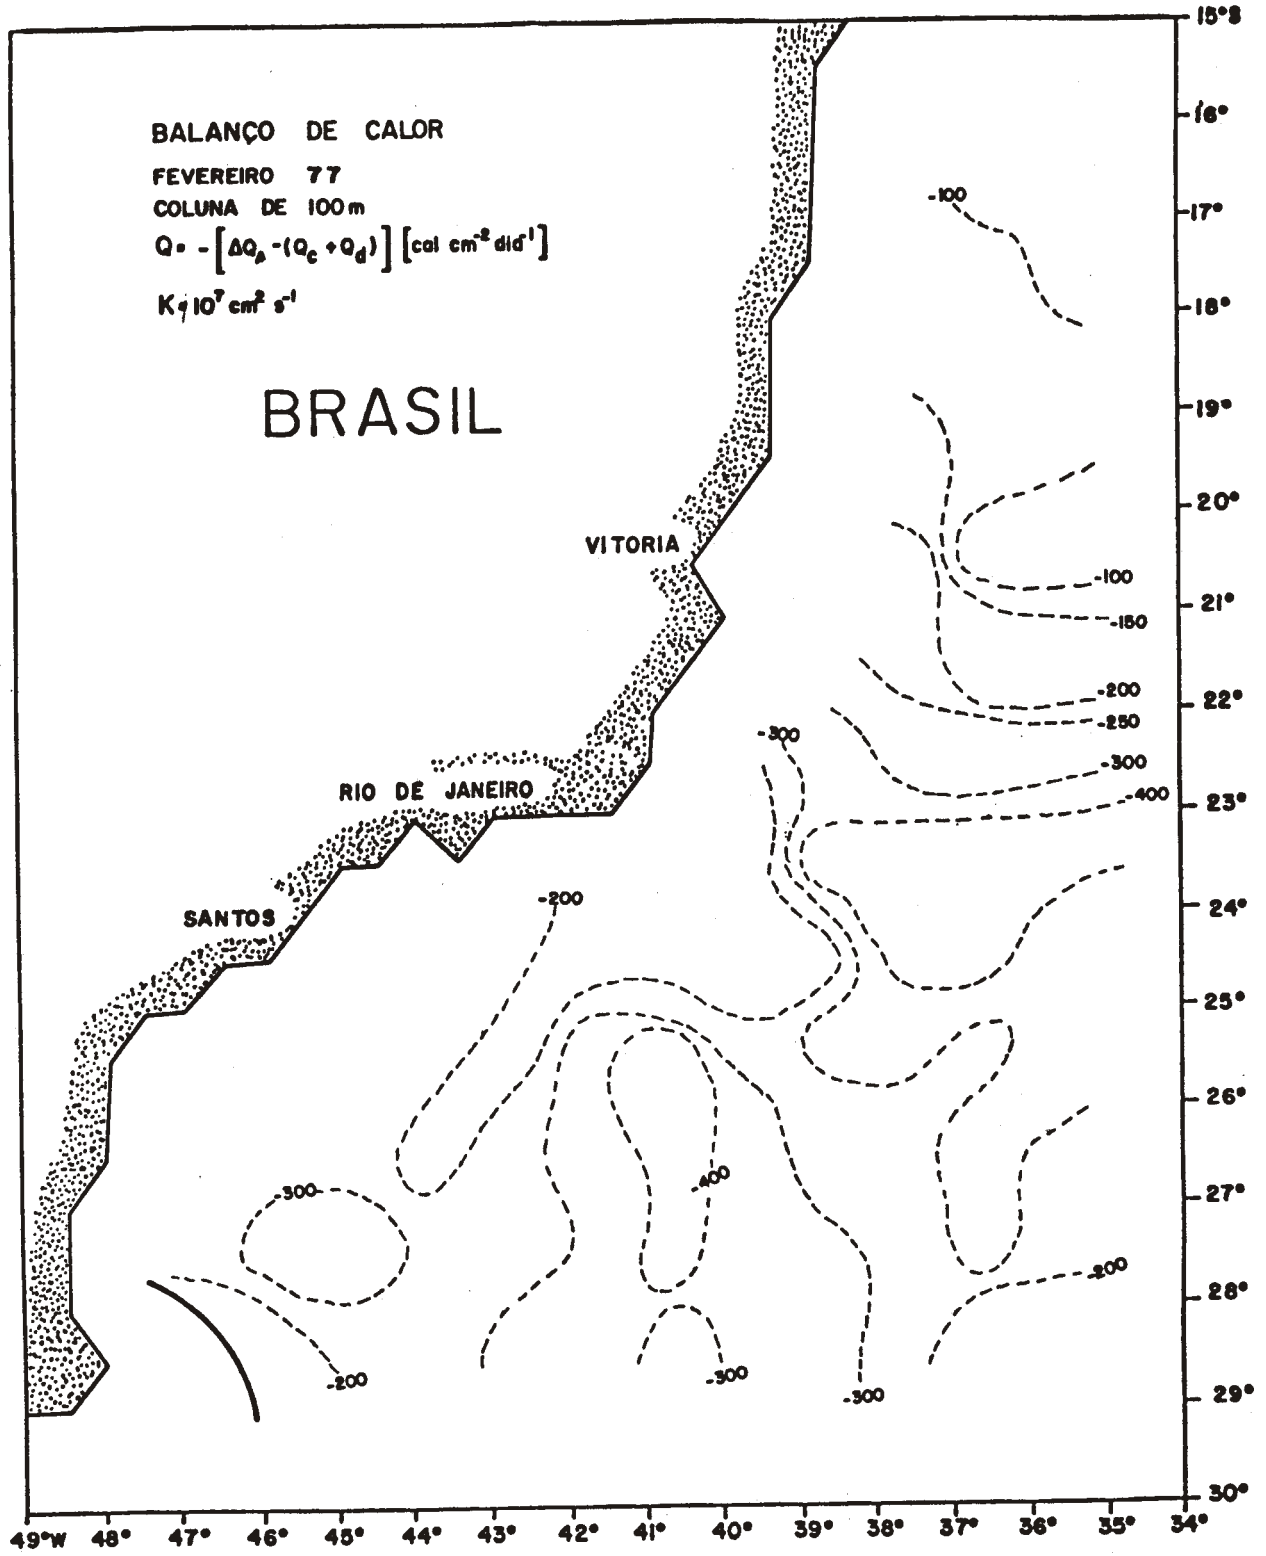 BALANÇO DE CALOR
FEVEREIRO 77
COLUNA DE 100m
Q = -[ΔQA -(Qc + Qd)] [cal cm⁻² dia⁻¹]
10⁷ cm² s⁻¹
BRASIL
VITORIA
RIO DE JANEIRO
SANTOS
15°S
16°
-100
17°
18°
19°
20°
-100
21°
-150
-200
22°
-250
-300
-300
-400
23°
-200
24°
25°
26°
-400
-300
27°
-200
28°
-200
-300
-300
29°
30°
49°W 48° 47° 46° 45° 44° 43° 42° 41° 40° 39° 38° 37° 36° 35° 34°